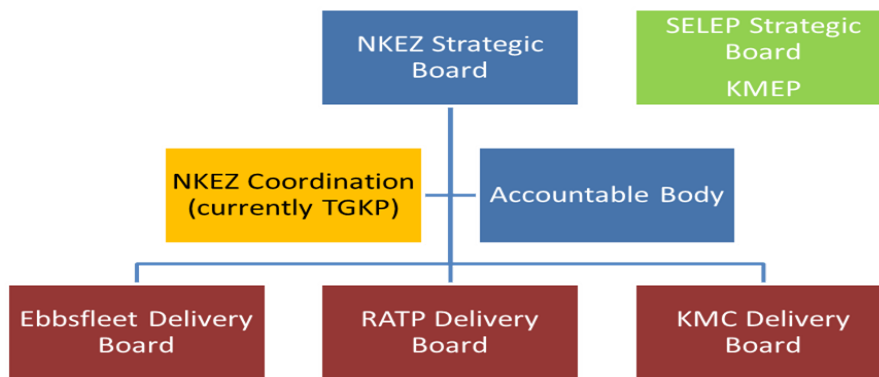 NKEZ Strategic
Board
SELEP Strategic
Board
KMEP
NKEZ Coordination
(currently TGKP)
Accountable Body
Ebbsfleet Delivery
Board
RATP Delivery
Board
KMC Delivery
Board